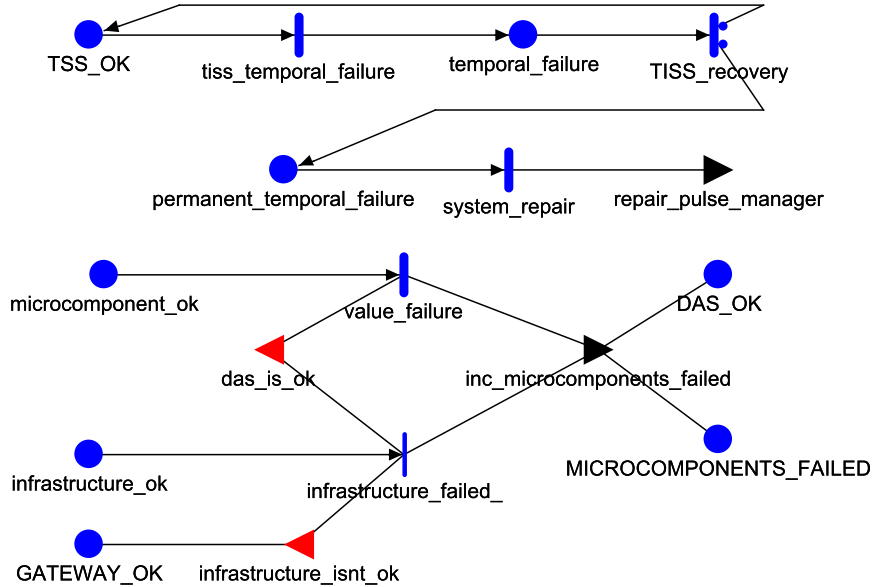 TSS_OK
tiss_temporal_failure
temporal_failure
TISS_recovery
permanent_temporal_failure
system_repair
repair_pulse_manager
microcomponent_ok
value_failure
DAS_OK
das_is_ok
inc_microcomponents_failed
infrastructure_ok
infrastructure_failed_
MICROCOMPONENTS_FAILED
GATEWAY_OK
infrastructure_isnt_ok